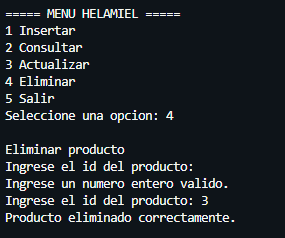 ===== MENU HELAMIEL =====
1 Insertar
2 Consultar
3 Actualizar
4 Eliminar
5 Salir
Seleccione una opcion: 4

Eliminar producto
Ingrese el id del producto:
Ingrese un numero entero valido.
Ingrese el id del producto: 3
Producto eliminado correctamente.